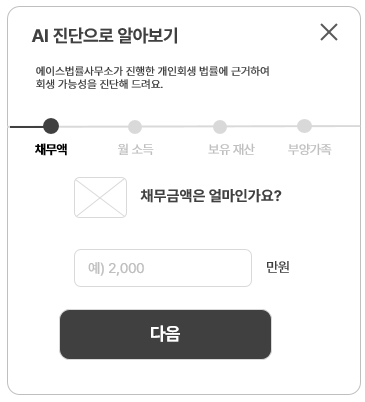 AI 진단으로 알아보기
에이스법률사무소가 진행한 개인회생 법률에 근거하여
회생 가능성을 진단해 드려요.
채무액 월 소득 보유 재산 부양가족
채무금액은 얼마인가요?
예) 2,000 만원
다음